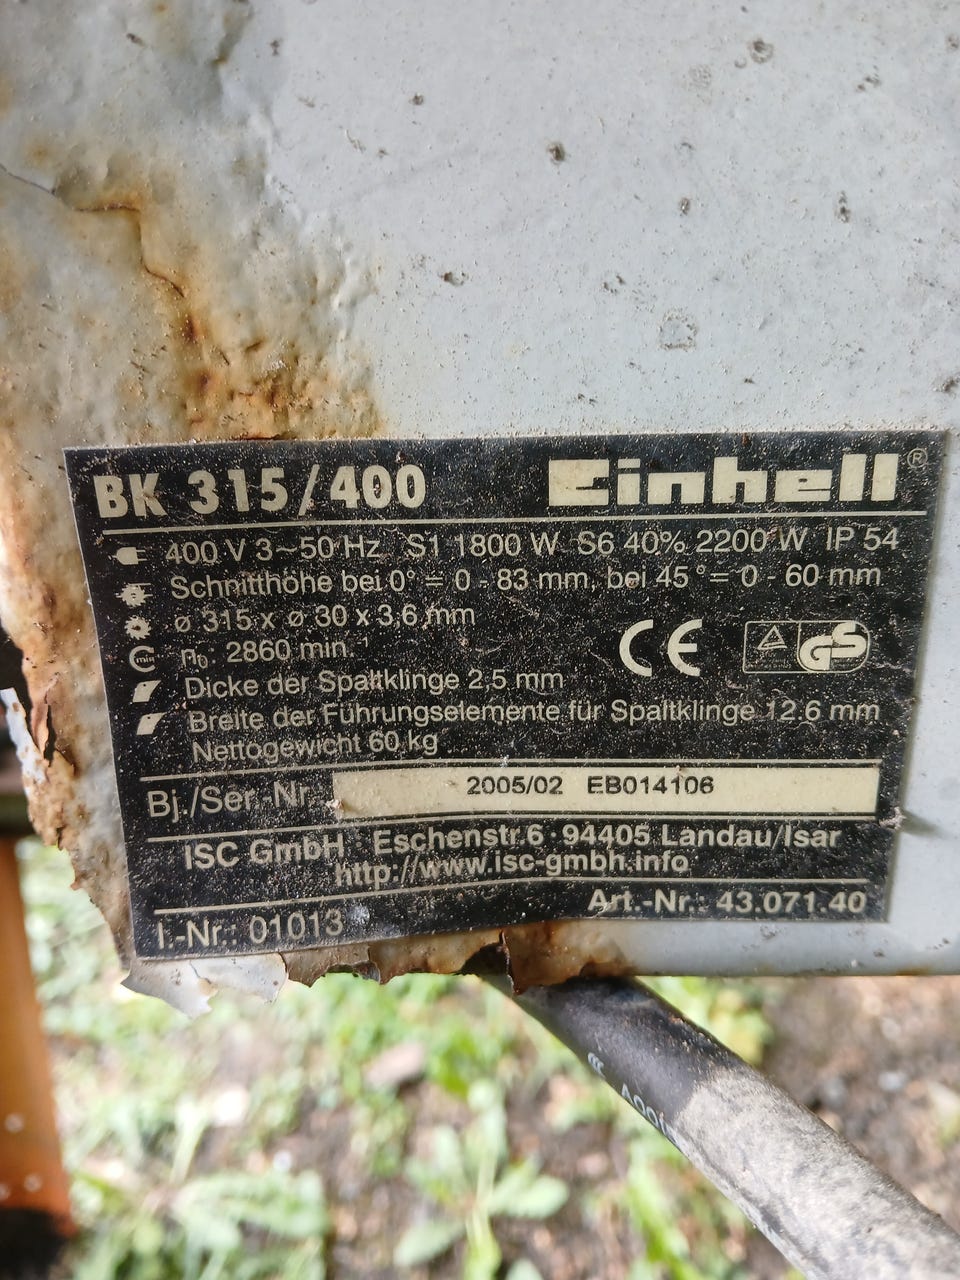 BK 315/400 Einhell®
400 V 3~50 Hz S1 1800 W S6 40% 2200 W IP 54
Schnitthöhe bei 0° = 0 - 83 mm, bei 45° = 0 - 60 mm
ø 315 x ø 30 x 3,6 mm
n₀: 2860 min.⁻¹
min
CE
GS
Dicke der Spaltklinge 2,5 mm
Breite der Führungselemente für Spaltklinge 12.6 mm
Nettogewicht 60 kg
Bj./Ser.-Nr. 2005/02 EB014106
ISC GmbH · Eschenstr.6 · 94405 Landau/Isar
http://www.isc-gmbh.info
Art.-Nr.: 43.071.40
I.-Nr.: 01013